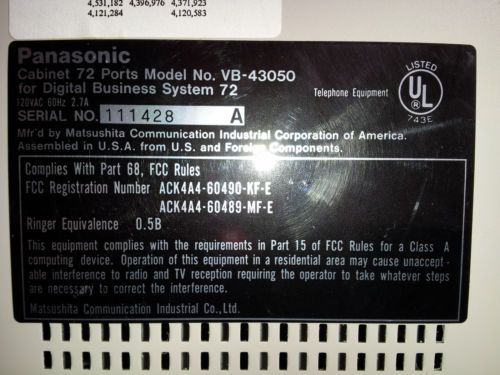 4,531,182 4,396,976 4,371,923
4,121,284 4,120,583
Panasonic
Cabinet 72 Ports Model No. VB-43050
for Digital Business System 72
120VAC 60Hz 2.7A
SERIAL NO. 111428 A
Telephone Equipment
LISTED
UL
®
743E
Mfr'd by Matsushita Communication Industrial Corporation of America.
Assembled in U.S.A. from U.S. and Foreign Components.
Complies With Part 68, FCC Rules
FCC Registration Number ACK4A4-60490-KF-E
ACK4A4-60489-MF-E
Ringer Equivalence 0.5B
This equipment complies with the requirements in Part 15 of FCC Rules for a Class A
computing device. Operation of this equipment in a residential area may cause unaccept-
able interference to radio and TV reception requiring the operator to take whatever steps
are necessary to correct the interference.
Matsushita Communication Industrial Co., Ltd.